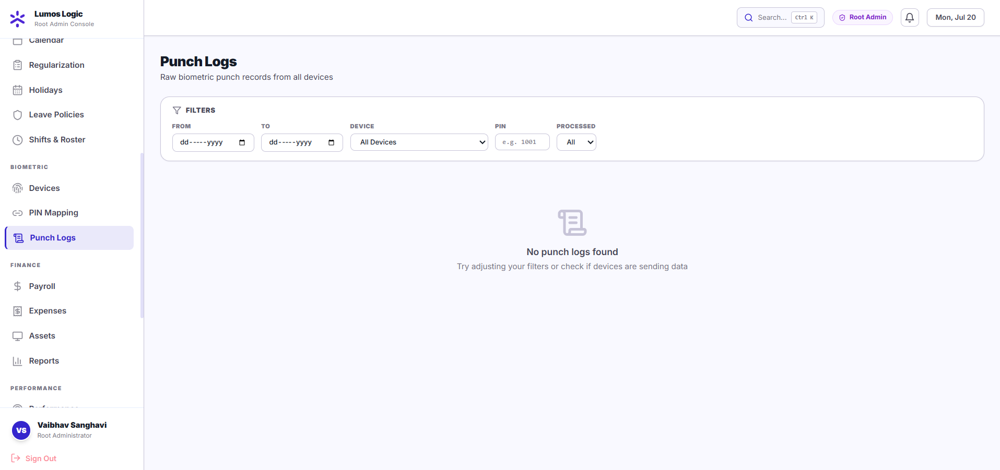 Lumos Logic
Root Admin Console
Search... Ctrl K
Root Admin
Mon, Jul 20
Calendar
Regularization
Holidays
Leave Policies
Shifts & Roster
BIOMETRIC
Devices
PIN Mapping
Punch Logs
FINANCE
Payroll
Expenses
Assets
Reports
PERFORMANCE
Performance
VS
Vaibhav Sanghavi
Root Administrator
Sign Out
Punch Logs
Raw biometric punch records from all devices
FILTERS
FROM TO DEVICE PIN PROCESSED
dd-----yyyy dd-----yyyy All Devices e.g. 1001 All
No punch logs found
Try adjusting your filters or check if devices are sending data